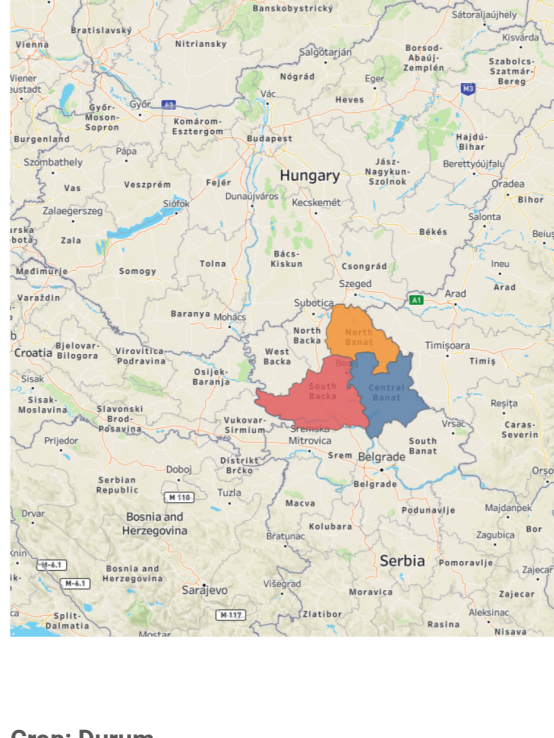 Banskobystrický
Sátoraljaújhely
Bratislavský
Kisvárda
Vienna
Nitriansky
Salgótarján
Borsod-
Abaúj-
Zemplén
Szabolcs-
Szatmár-
Bereg
Nógrád
Eger
Vác
Heves
M3
Győr-
Moson-
Sopron
Győr
A3
Komárom-
Esztergom
Burgenland
Budapest
Hajdú-
Bihar
Pápa
Szombathely
Jász-
Nagykun-
Szolnok
Berettyóújfalu
Vas
Veszprém
Fejér
Hungary
Oradea
Bihor
Dunaújváros
Kecskemét
Zalaegerszeg
Siófok
Salonta
Zala
Békés
Bács-
Kiskun
Ineu
Tolna
Csongrád
Međimurje
Somogy
Arad
Szeged
Arad
Varaždin
A1
Subotica
Baranya
Mohács
North
Backa
North
Banat
Croatia
Bjelovar-
Bilogora
Virovitica-
Podravina
West
Backa
Timișoara
Timiș
Osijek-
Baranja
Sisak
South
Backa
Central
Banat
Sisak-
Moslavina
Slavonski
Brod-
Posavina
Reșița
Vukovar-
Sirmium
Vrsac
Caras-
Severin
Sremska
Mitrovica
Prijedor
South
Banat
Srem
Belgrade
Distrikt
Brčko
Doboj
Serbian
Republic
Tuzla
Belgrade
M 110
Macva
Podunavlje
Majdanpek
Drvar
Bosnia and
Herzegovina
Kolubara
Bor
Bratunac
Zagubica
Serbia
M-6.1
Pomoravlje
Bosnia and
Herzegovina
M-6.1
Višegrad
Sarajevo
Moravica
Zajecar
M-117
Zlatibor
Aleksinac
Split-
Dalmatia
Rasina
Nisava
Mostar
Crop: Durum